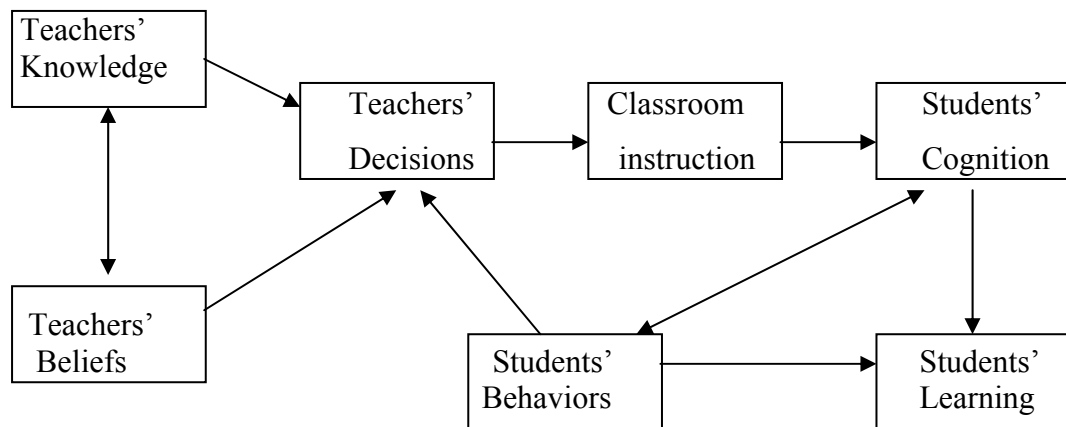 Teachers’
Knowledge
Teachers’
Decisions
Classroom
instruction
Students’
Cognition
Teachers’
Beliefs
Students’
Behaviors
Students’
Learning